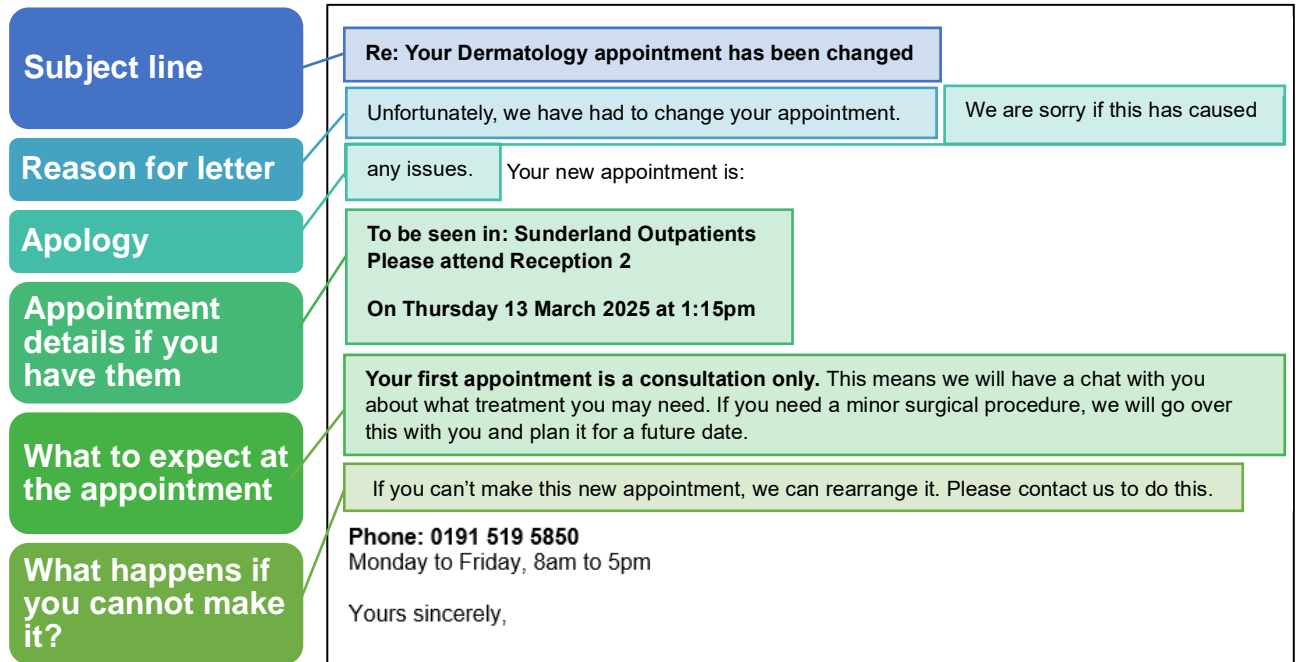 Subject line
Re: Your Dermatology appointment has been changed
Reason for letter
Unfortunately, we have had to change your appointment. We are sorry if this has caused
any issues. Your new appointment is:
Apology
Appointment
details if you
have them
To be seen in: Sunderland Outpatients
Please attend Reception 2
On Thursday 13 March 2025 at 1:15pm
What to expect at
the appointment
Your first appointment is a consultation only. This means we will have a chat with you
about what treatment you may need. If you need a minor surgical procedure, we will go over
this with you and plan it for a future date.
What happens if
you cannot make
it?
If you can’t make this new appointment, we can rearrange it. Please contact us to do this.
Phone: 0191 519 5850
Monday to Friday, 8am to 5pm
Yours sincerely,